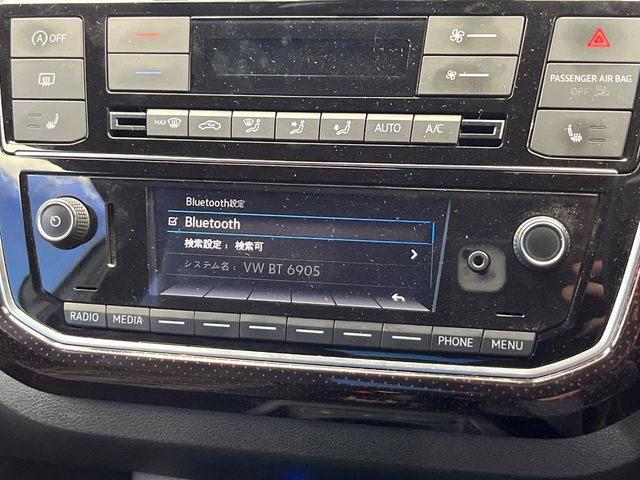 A OFF
PASSENGER AIR BAG
OFF
MAX
AUTO
A/C
Bluetooth設定
Bluetooth
検索設定： 検索可
システム名： VW BT 6905
RADIO
MEDIA
PHONE
MENU